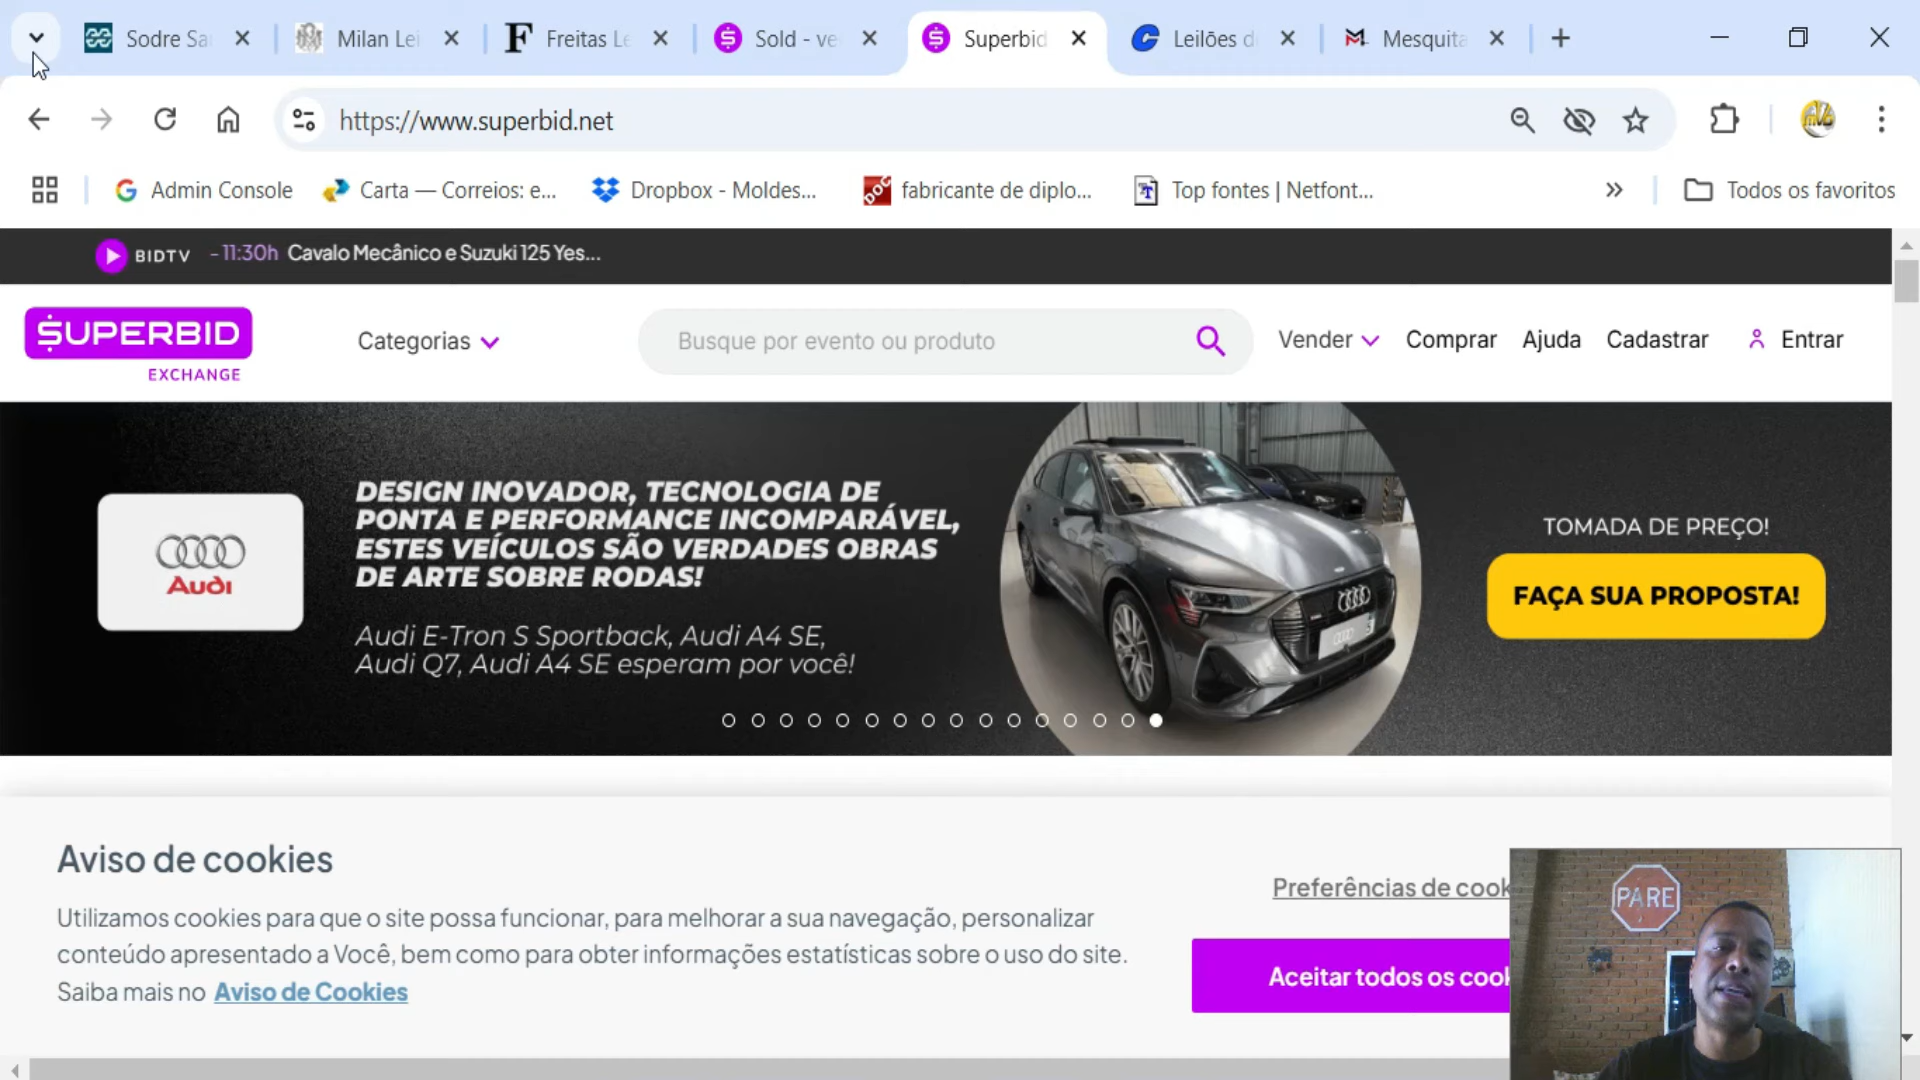 Sodre Sa
Milan Lei
Freitas Le
Sold - ve
Superbid
Leilões d
Mesquita
https://www.superbid.net
Admin Console
Carta — Correios: e...
Dropbox - Moldes...
DOC
fabricante de diplo...
Top fontes | Netfont...
Todos os favoritos
BIDTV
- 11:30h Cavalo Mecânico e Suzuki 125 Yes...
SUPERBID
EXCHANGE
Categorias
Busque por evento ou produto
Vender
Comprar
Ajuda
Cadastrar
Entrar
Audi
DESIGN INOVADOR, TECNOLOGIA DE
PONTA E PERFORMANCE INCOMPARÁVEL,
ESTES VEÍCULOS SÃO VERDADES OBRAS
DE ARTE SOBRE RODAS!
Audi E-Tron S Sportback, Audi A4 SE,
Audi Q7, Audi A4 SE esperam por você!
TOMADA DE PREÇO!
FAÇA SUA PROPOSTA!
Aviso de cookies
Utilizamos cookies para que o site possa funcionar, para melhorar a sua navegação, personalizar
conteúdo apresentado a Você, bem como para obter informações estatísticas sobre o uso do site.
Saiba mais no Aviso de Cookies
Preferências de cook
Aceitar todos os cook
PARE